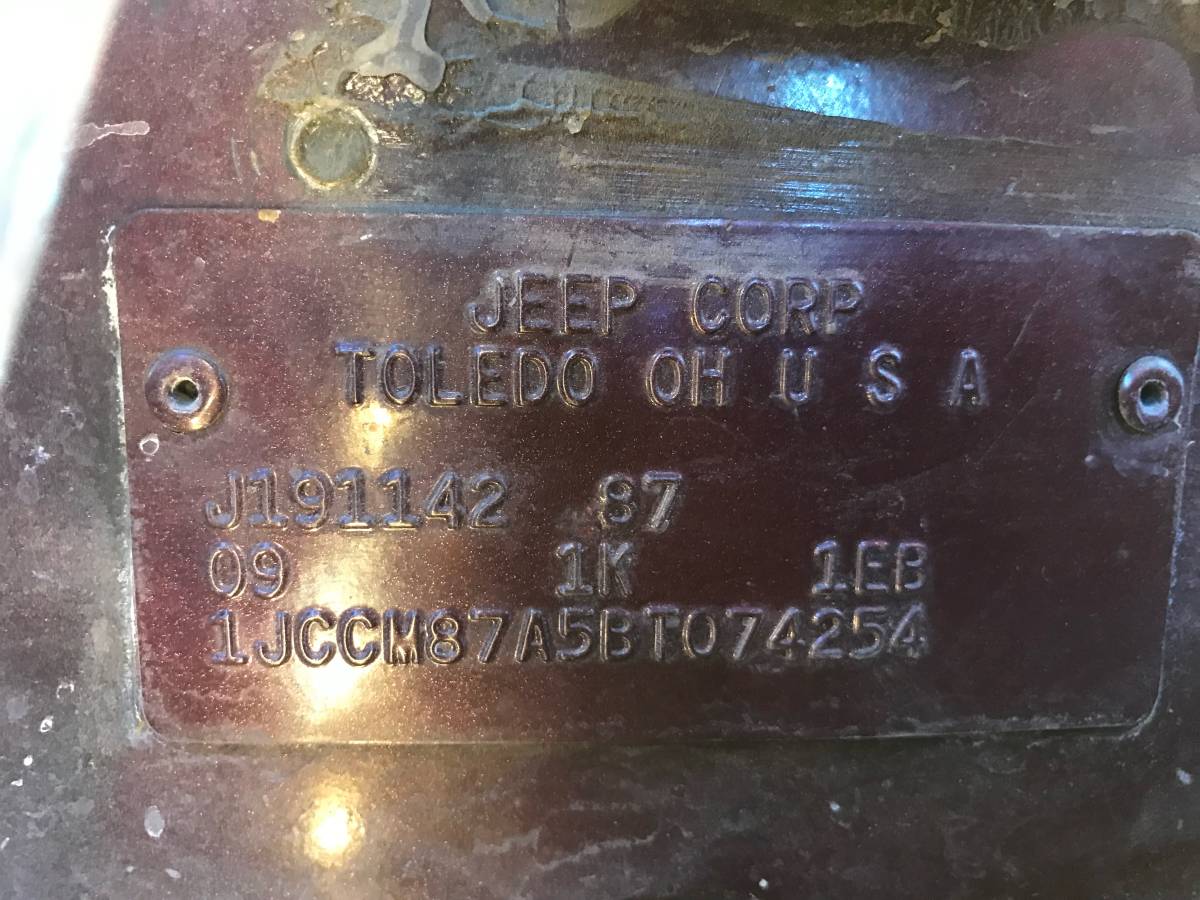 JEEP CORP
TOLEDO OH U S A
J191142 87
09 1K 1EB
1JCCM87A5BT074254